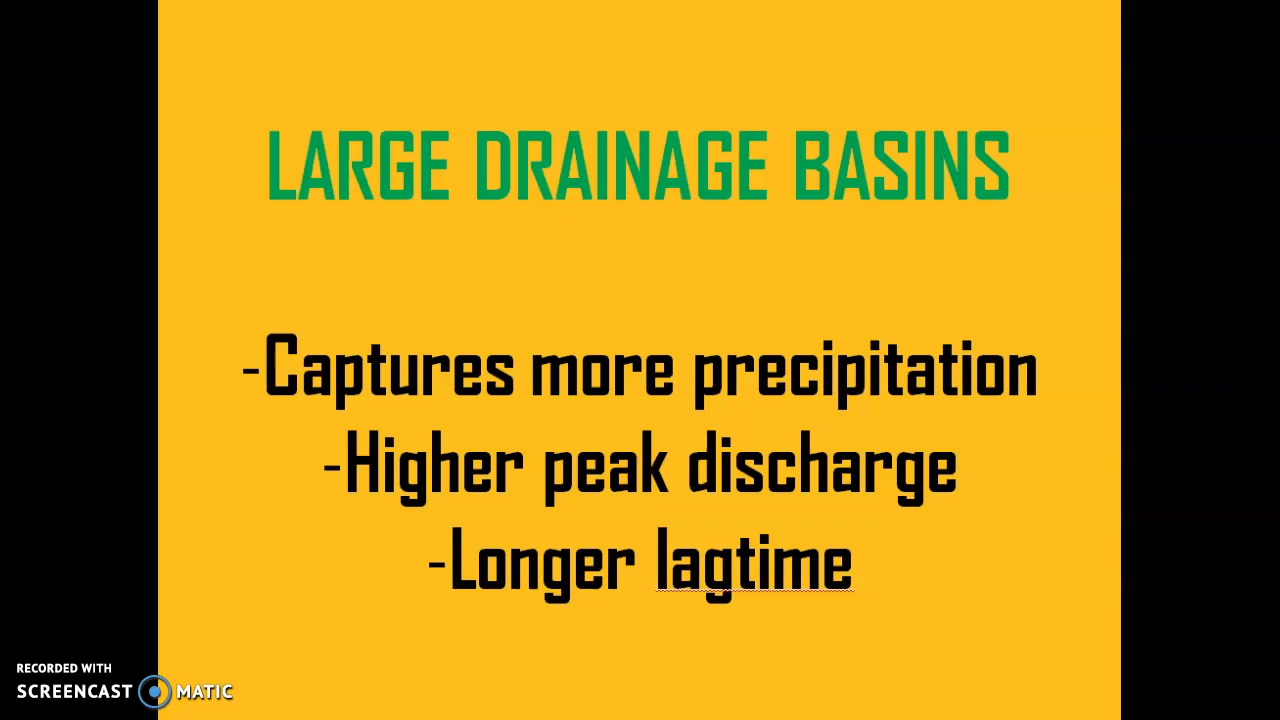 LARGE DRAINAGE BASINS
-Captures more precipitation
-Higher peak discharge
-Longer lagtime
RECORDED WITH
SCREENCAST MATIC